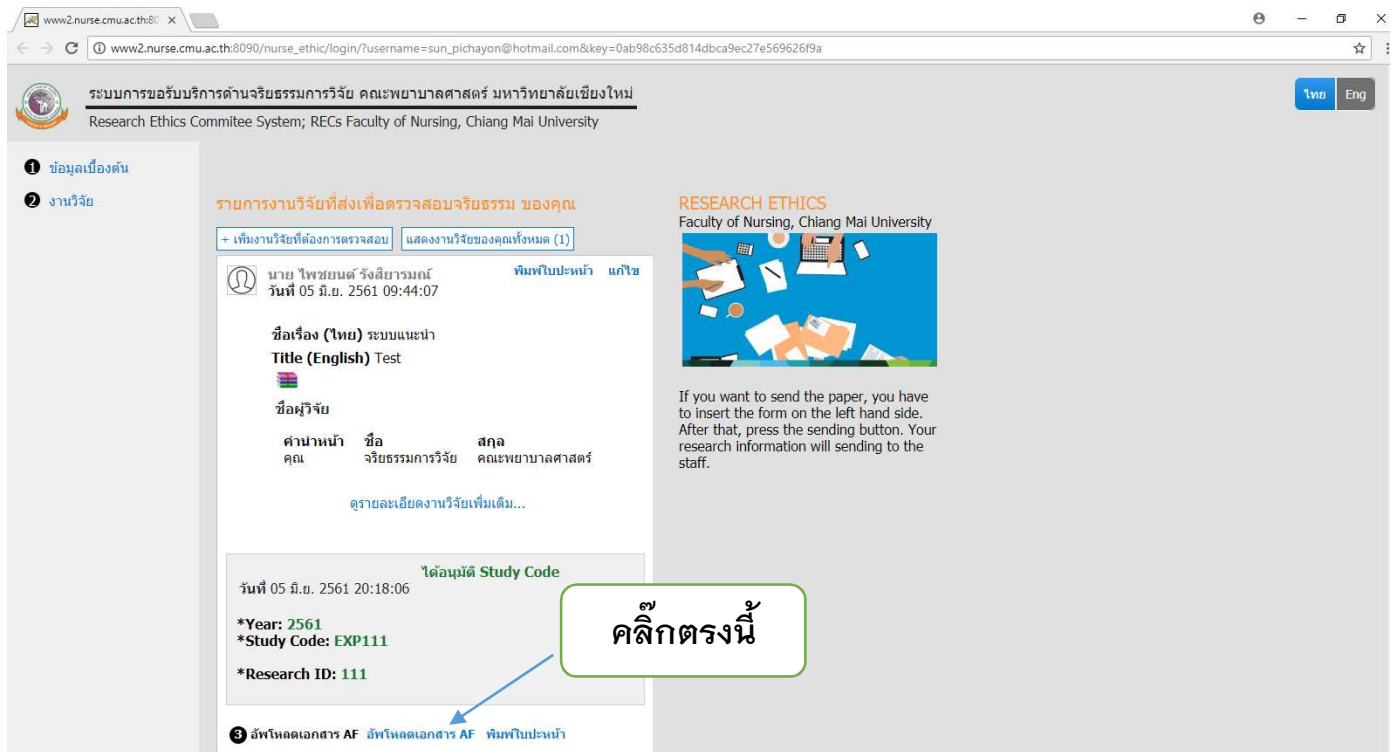 www2.nurse.cmu.ac.th:80
www2.nurse.cmu.ac.th:8090/nurse_ethic/login/?username=sun_pichayon@hotmail.com&key=0ab98c635d814dbca9ec27e569626f9a
ระบบการขอรับบริการด้านจริยธรรมการวิจัย คณะพยาบาลศาสตร์ มหาวิทยาลัยเชียงใหม่
ไทย Eng
Research Ethics Commitee System; RECs Faculty of Nursing, Chiang Mai University
1 ข้อมูลเบื้องต้น
2 งานวิจัย
รายการงานวิจัยที่ส่งเพื่อตรวจสอบจริยธรรม ของคุณ
+ เพิ่มงานวิจัยที่ต้องการตรวจสอบ แสดงงานวิจัยของคุณทั้งหมด (1)
นาย ไพชยนต์ รังสิยารมณ์ พิมพ์ใบปะหน้า แก้ไข
วันที่ 05 มิ.ย. 2561 09:44:07
ชื่อเรื่อง (ไทย) ระบบแนะนำ
Title (English) Test
ชื่อผู้วิจัย
คำนำหน้า ชื่อ สกุล
คุณ จริยธรรมการวิจัย คณะพยาบาลศาสตร์
ดูรายละเอียดงานวิจัยเพิ่มเติม...
ได้อนุมัติ Study Code
วันที่ 05 มิ.ย. 2561 20:18:06
*Year: 2561
*Study Code: EXP111
*Research ID: 111
3 อัพโหลดเอกสาร AF อัพโหลดเอกสาร AF พิมพ์ใบปะหน้า
คลิ๊กตรงนี้
RESEARCH ETHICS
Faculty of Nursing, Chiang Mai University
If you want to send the paper, you have
to insert the form on the left hand side.
After that, press the sending button. Your
research information will sending to the
staff.